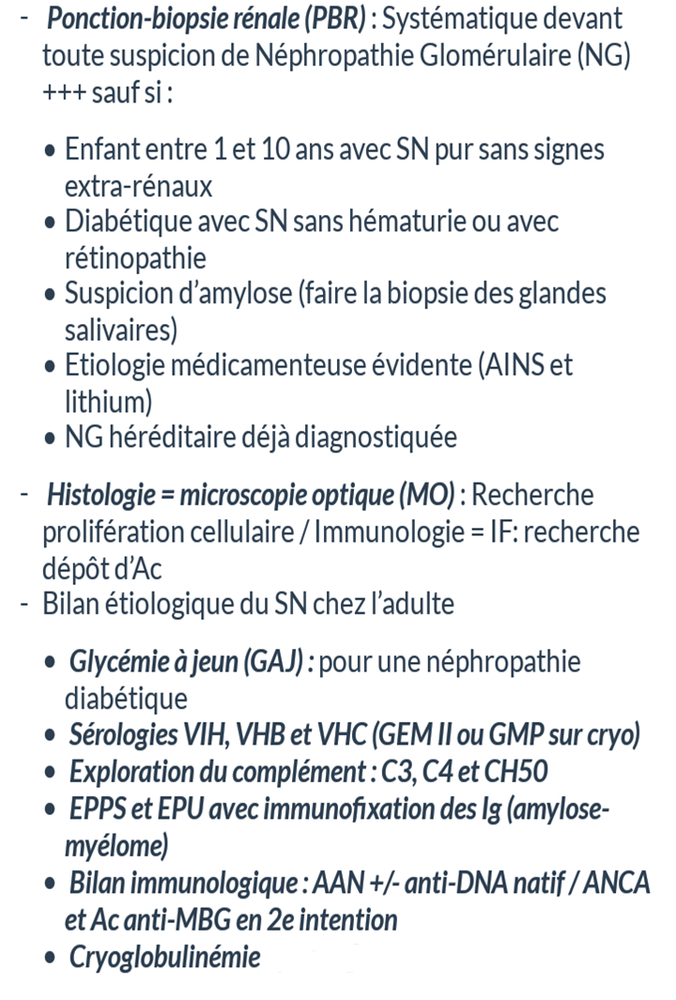 - Ponction-biopsie rénale (PBR) : Systématique devant
toute suspicion de Néphropathie Glomérulaire (NG)
+++ sauf si :
• Enfant entre 1 et 10 ans avec SN pur sans signes
extra-rénaux
• Diabétique avec SN sans hématurie ou avec
rétinopathie
• Suspicion d’amylose (faire la biopsie des glandes
salivaires)
• Etiologie médicamenteuse évidente (AINS et
lithium)
• NG héréditaire déjà diagnostiquée
- Histologie = microscopie optique (MO) : Recherche
prolifération cellulaire / Immunologie = IF: recherche
dépôt d’Ac
- Bilan étiologique du SN chez l’adulte
• Glycémie à jeun (GAJ) : pour une néphropathie
diabétique
• Sérologies VIH, VHB et VHC (GEM II ou GMP sur cryo)
• Exploration du complément : C3, C4 et CH50
• EPPS et EPU avec immunofixation des Ig (amylose-
myélome)
• Bilan immunologique : AAN +/- anti-DNA natif / ANCA
et Ac anti-MBG en 2e intention
• Cryoglobulinémie